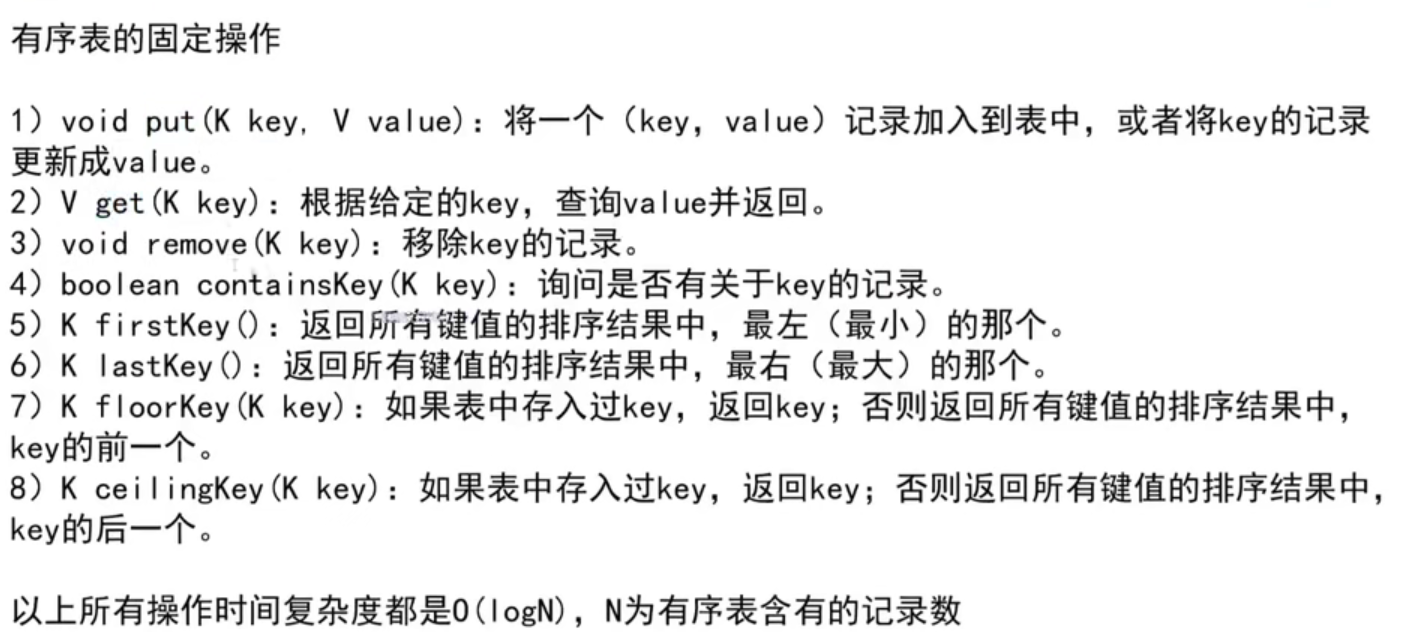 有序表的固定操作
1) void put(K key, V value): 将一个（key, value）记录加入到表中，或者将key的记录
更新成value。
2) V get(K key): 根据给定的key，查询value并返回。
3) void remove(K key): 移除key的记录。
4) boolean containsKey(K key): 询问是否有关于key的记录。
5) K firstKey(): 返回所有键值的排序结果中，最左（最小）的那个。
6) K lastKey(): 返回所有键值的排序结果中，最右（最大）的那个。
7) K floorKey(K key): 如果表中存入过key，返回key；否则返回所有键值的排序结果中，
key的前一个。
8) K ceilingKey(K key): 如果表中存入过key，返回key；否则返回所有键值的排序结果中，
key的后一个。
以上所有操作时间复杂度都是O(logN)，N为有序表含有的记录数